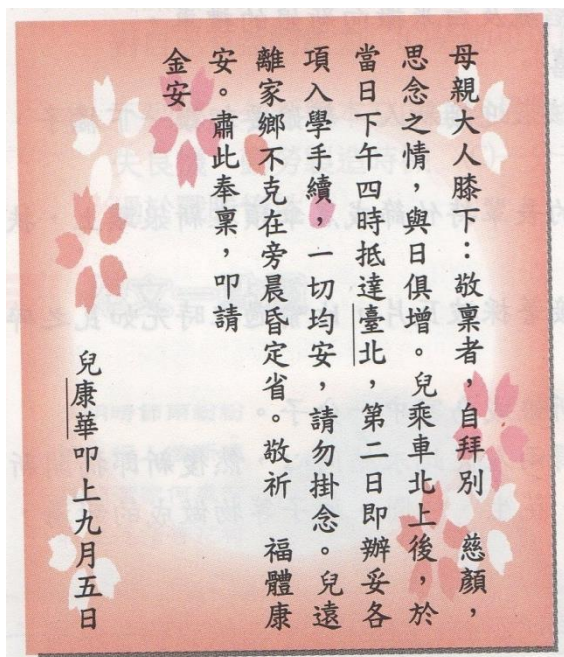 母親大人膝下：敬稟者，自拜別　慈顏，
思念之情，與日俱增。兒乘車北上後，於
當日下午四時抵達臺北，第二日即辦妥各
項入學手續，一切均安，請勿掛念。兒遠
離家鄉不克在旁晨昏定省。敬祈　福體康
安。肅此奉稟，叩請
金安
兒康華叩上九月五日